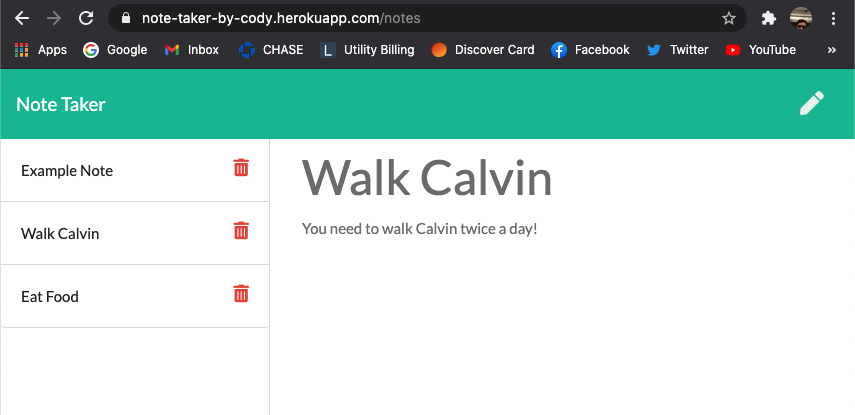 note-taker-by-cody.herokuapp.com/notes
Apps Google Inbox CHASE L Utility Billing Discover Card Facebook Twitter YouTube »
Note Taker
Example Note
Walk Calvin
Eat Food
Walk Calvin
You need to walk Calvin twice a day!